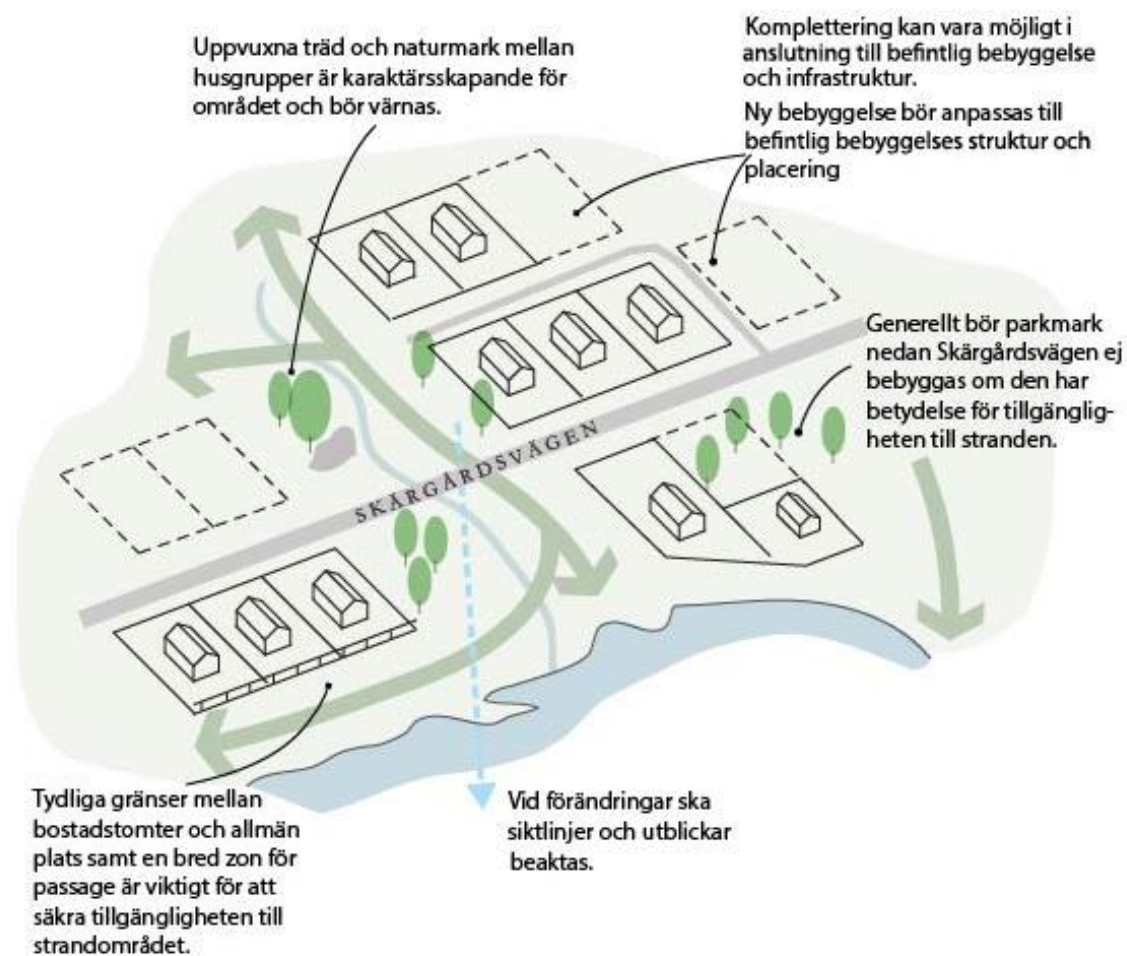 Uppvuxna träd och naturmark mellan
husgrupper är karaktärsskapande för
området och bör värnas.
Komplettering kan vara möjligt i
anslutning till befintlig bebyggelse
och infrastruktur.
Ny bebyggelse bör anpassas till
befintlig bebyggelses struktur och
placering
Generellt bör parkmark
nedan Skärgårdsvägen ej
bebyggas om den har
betydelse för tillgänglig-
heten till stranden.
SKÄRGÅRDSVÄGEN
Tydliga gränser mellan
bostadstomter och allmän
plats samt en bred zon för
passage är viktigt för att
säkra tillgängligheten till
strandområdet.
Vid förändringar ska
siktlinjer och utblickar
beaktas.